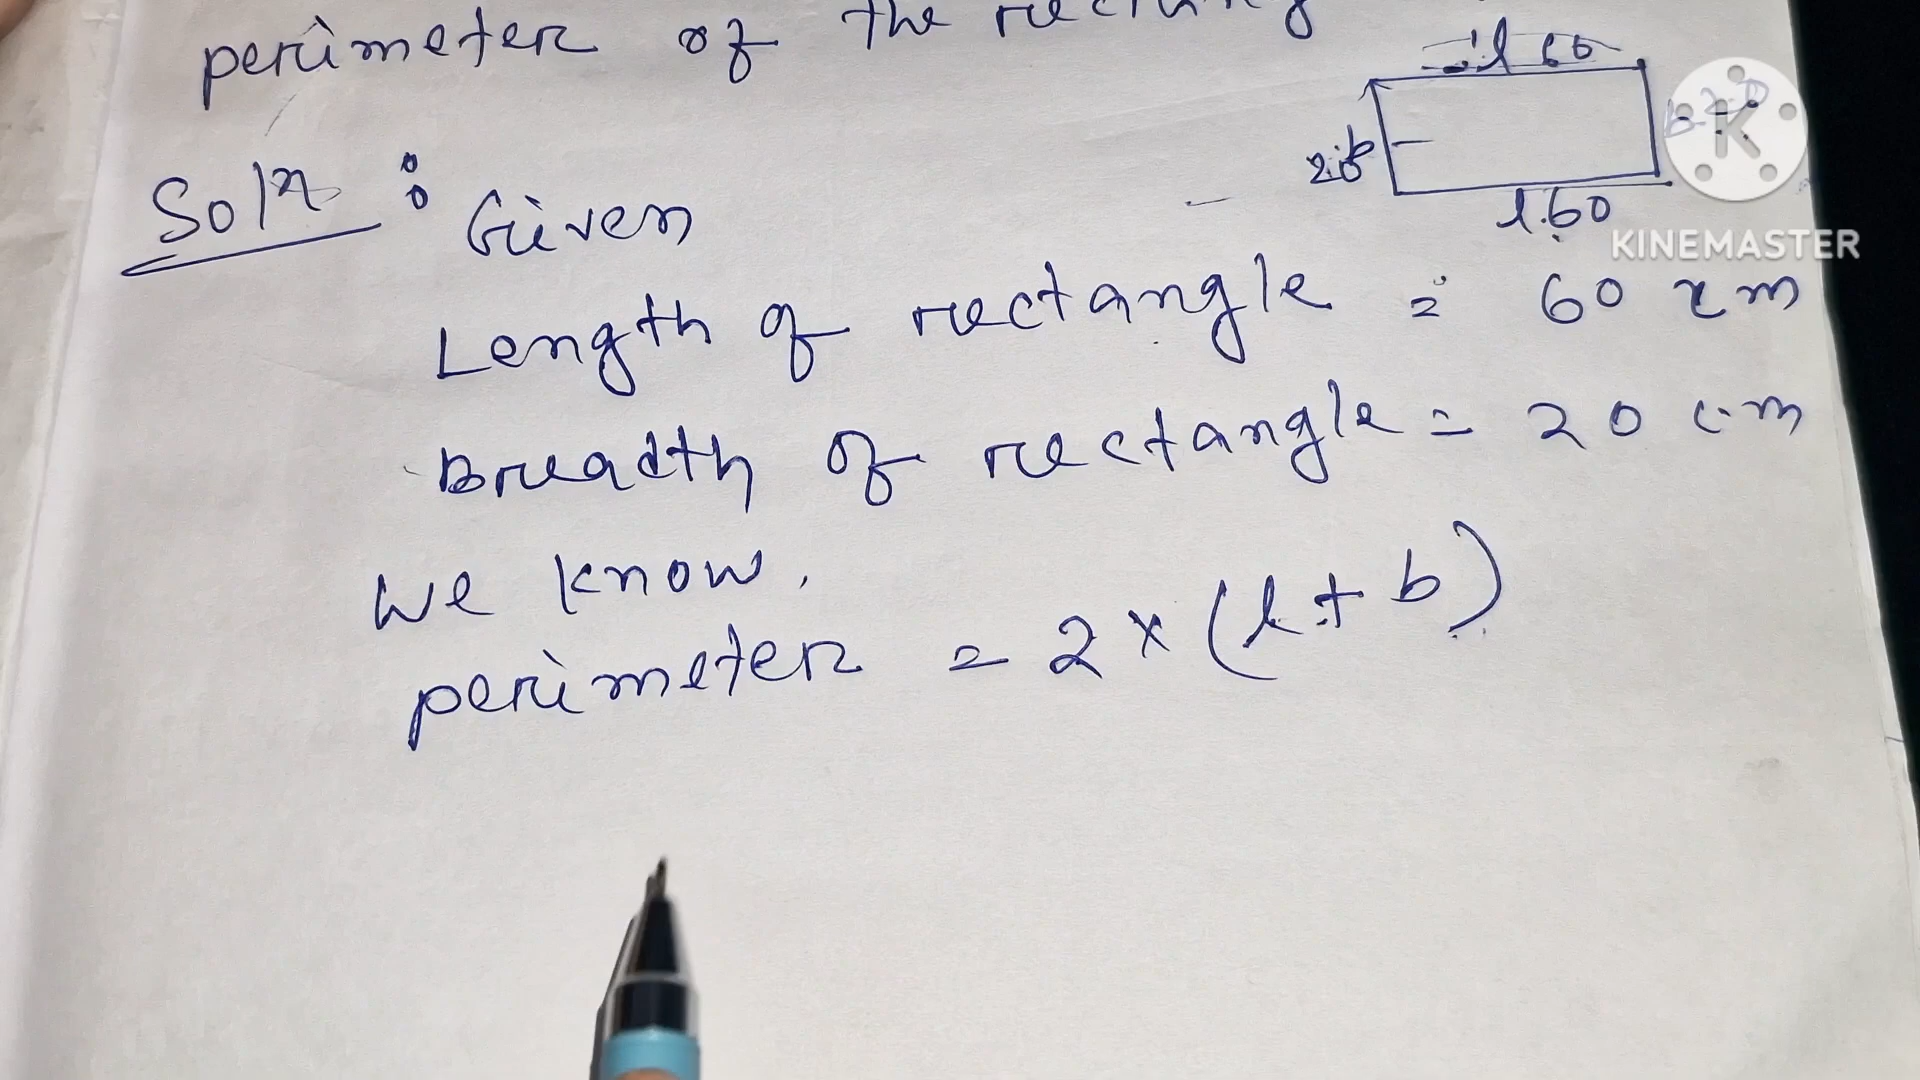 perimeter of the
l 60
b 20
20 b
l.60
KINEMASTER
Soln : Given
Length of rectangle = 60 cm
Breadth of rectangle = 20 cm
We know,
perimeter = 2 × (l + b)